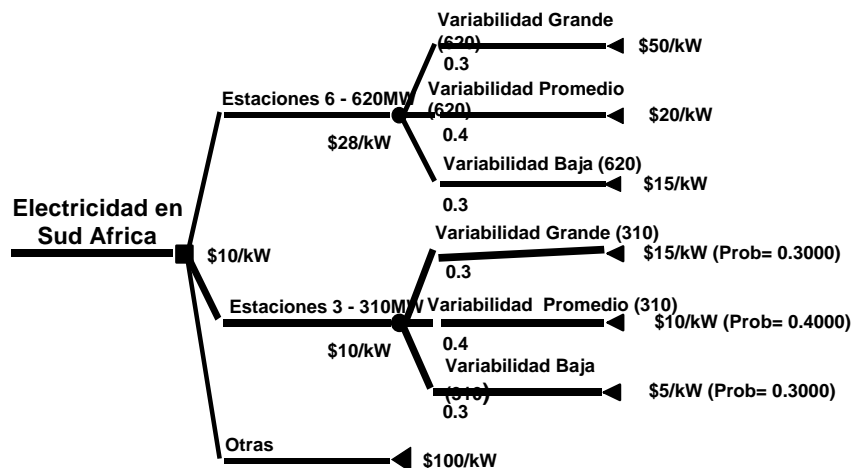 Variabilidad Grande
(620)
0.3
$50/kW
Estaciones 6 - 620MW
$28/kW
Variabilidad Promedio
(620)
0.4
$20/kW
Variabilidad Baja (620)
0.3
$15/kW
Electricidad en
Sud Africa
$10/kW
Variabilidad Grande (310)
0.3
$15/kW (Prob= 0.3000)
Estaciones 3 - 310MW
$10/kW
Variabilidad Promedio (310)
0.4
$10/kW (Prob= 0.4000)
Variabilidad Baja
(310)
0.3
$5/kW (Prob= 0.3000)
Otras
$100/kW